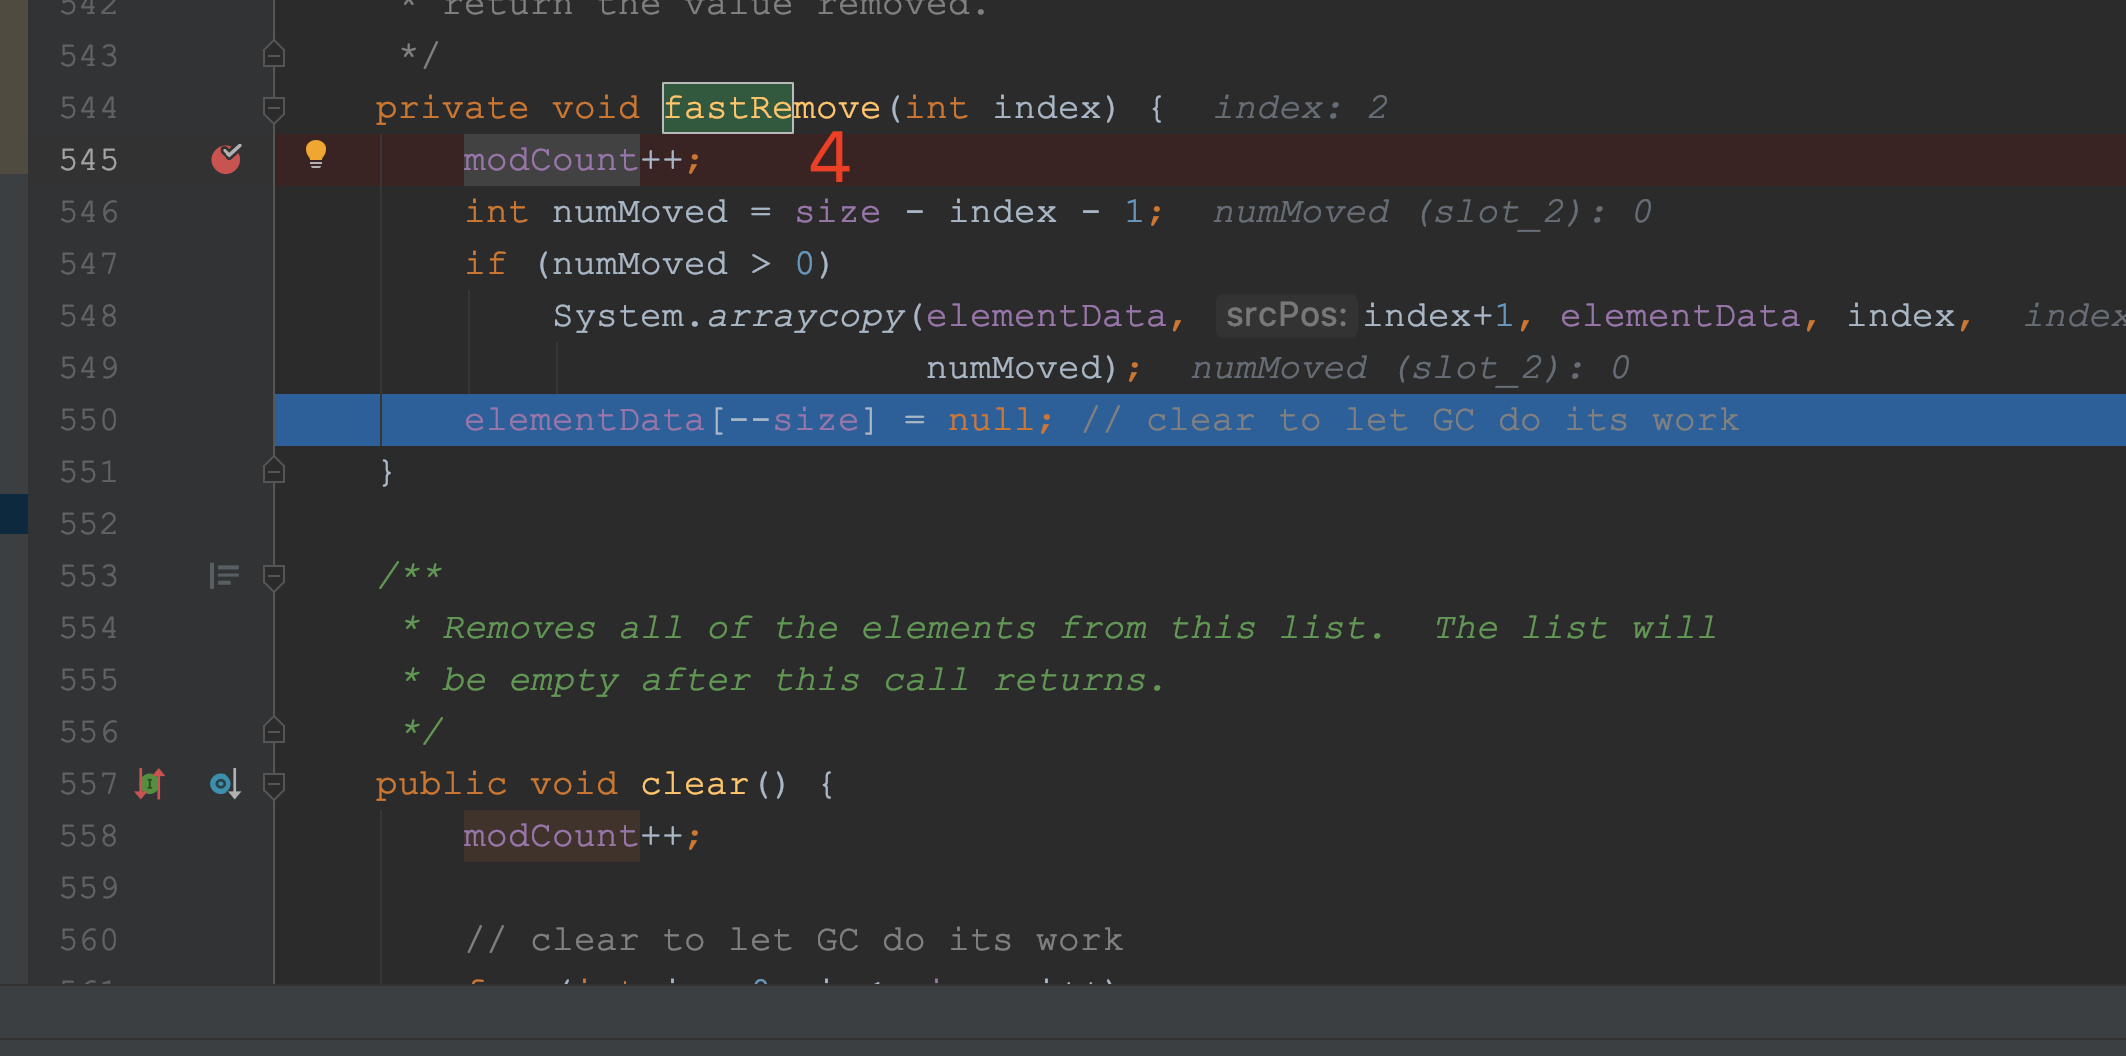 542 * return the value removed.
543 */
544 private void fastRemove(int index) { index: 2
545 modCount++; 4
546 int numMoved = size - index - 1; numMoved (slot_2): 0
547 if (numMoved > 0)
548 System.arraycopy(elementData, srcPos: index+1, elementData, index, index
549 numMoved); numMoved (slot_2): 0
550 elementData[--size] = null; // clear to let GC do its work
551 }
552
553 /**
554 * Removes all of the elements from this list. The list will
555 * be empty after this call returns.
556 */
557 public void clear() {
558 modCount++;
559
560 // clear to let GC do its work